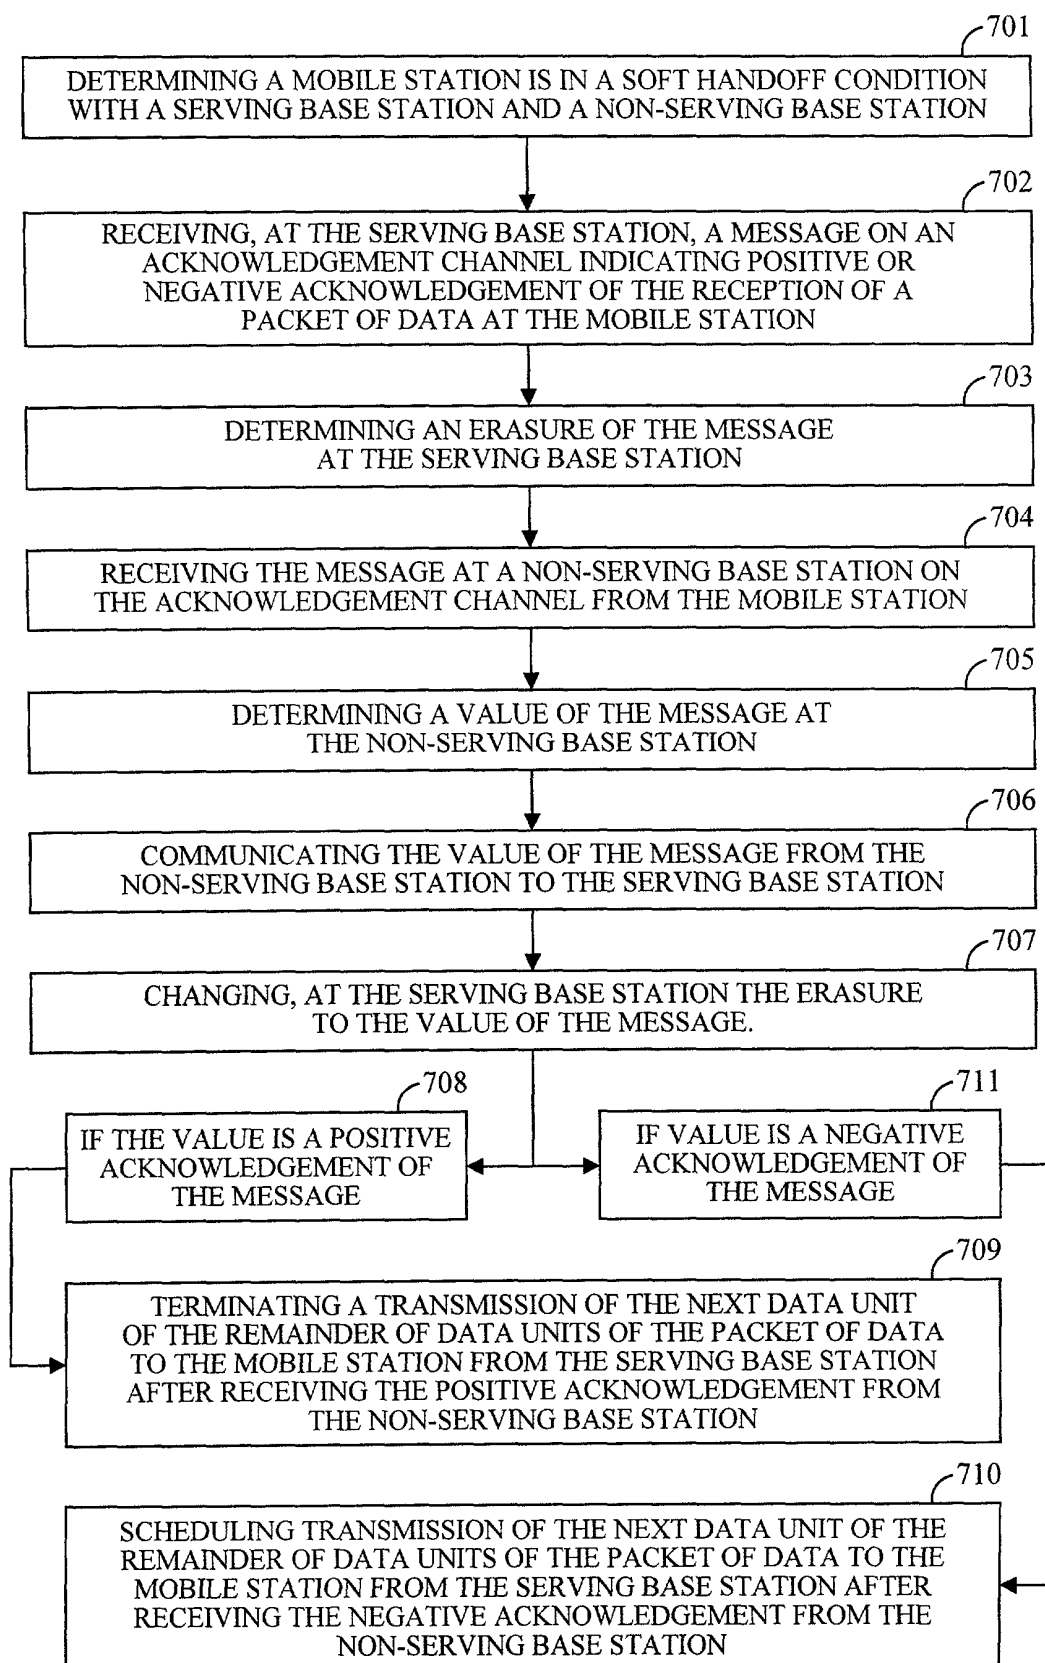 701
DETERMINING A MOBILE STATION IS IN A SOFT HANDOFF CONDITION
WITH A SERVING BASE STATION AND A NON-SERVING BASE STATION
702
RECEIVING, AT THE SERVING BASE STATION, A MESSAGE ON AN
ACKNOWLEDGEMENT CHANNEL INDICATING POSITIVE OR
NEGATIVE ACKNOWLEDGEMENT OF THE RECEPTION OF A
PACKET OF DATA AT THE MOBILE STATION
703
DETERMINING AN ERASURE OF THE MESSAGE
AT THE SERVING BASE STATION
704
RECEIVING THE MESSAGE AT A NON-SERVING BASE STATION ON
THE ACKNOWLEDGEMENT CHANNEL FROM THE MOBILE STATION
705
DETERMINING A VALUE OF THE MESSAGE AT
THE NON-SERVING BASE STATION
706
COMMUNICATING THE VALUE OF THE MESSAGE FROM THE
NON-SERVING BASE STATION TO THE SERVING BASE STATION
707
CHANGING, AT THE SERVING BASE STATION THE ERASURE
TO THE VALUE OF THE MESSAGE.
708
IF THE VALUE IS A POSITIVE
ACKNOWLEDGEMENT OF
THE MESSAGE
711
IF VALUE IS A NEGATIVE
ACKNOWLEDGEMENT OF
THE MESSAGE
709
TERMINATING A TRANSMISSION OF THE NEXT DATA UNIT
OF THE REMAINDER OF DATA UNITS OF THE PACKET OF DATA
TO THE MOBILE STATION FROM THE SERVING BASE STATION
AFTER RECEIVING THE POSITIVE ACKNOWLEDGEMENT FROM
THE NON-SERVING BASE STATION
710
SCHEDULING TRANSMISSION OF THE NEXT DATA UNIT OF THE
REMAINDER OF DATA UNITS OF THE PACKET OF DATA TO THE
MOBILE STATION FROM THE SERVING BASE STATION AFTER
RECEIVING THE NEGATIVE ACKNOWLEDGEMENT FROM THE
NON-SERVING BASE STATION